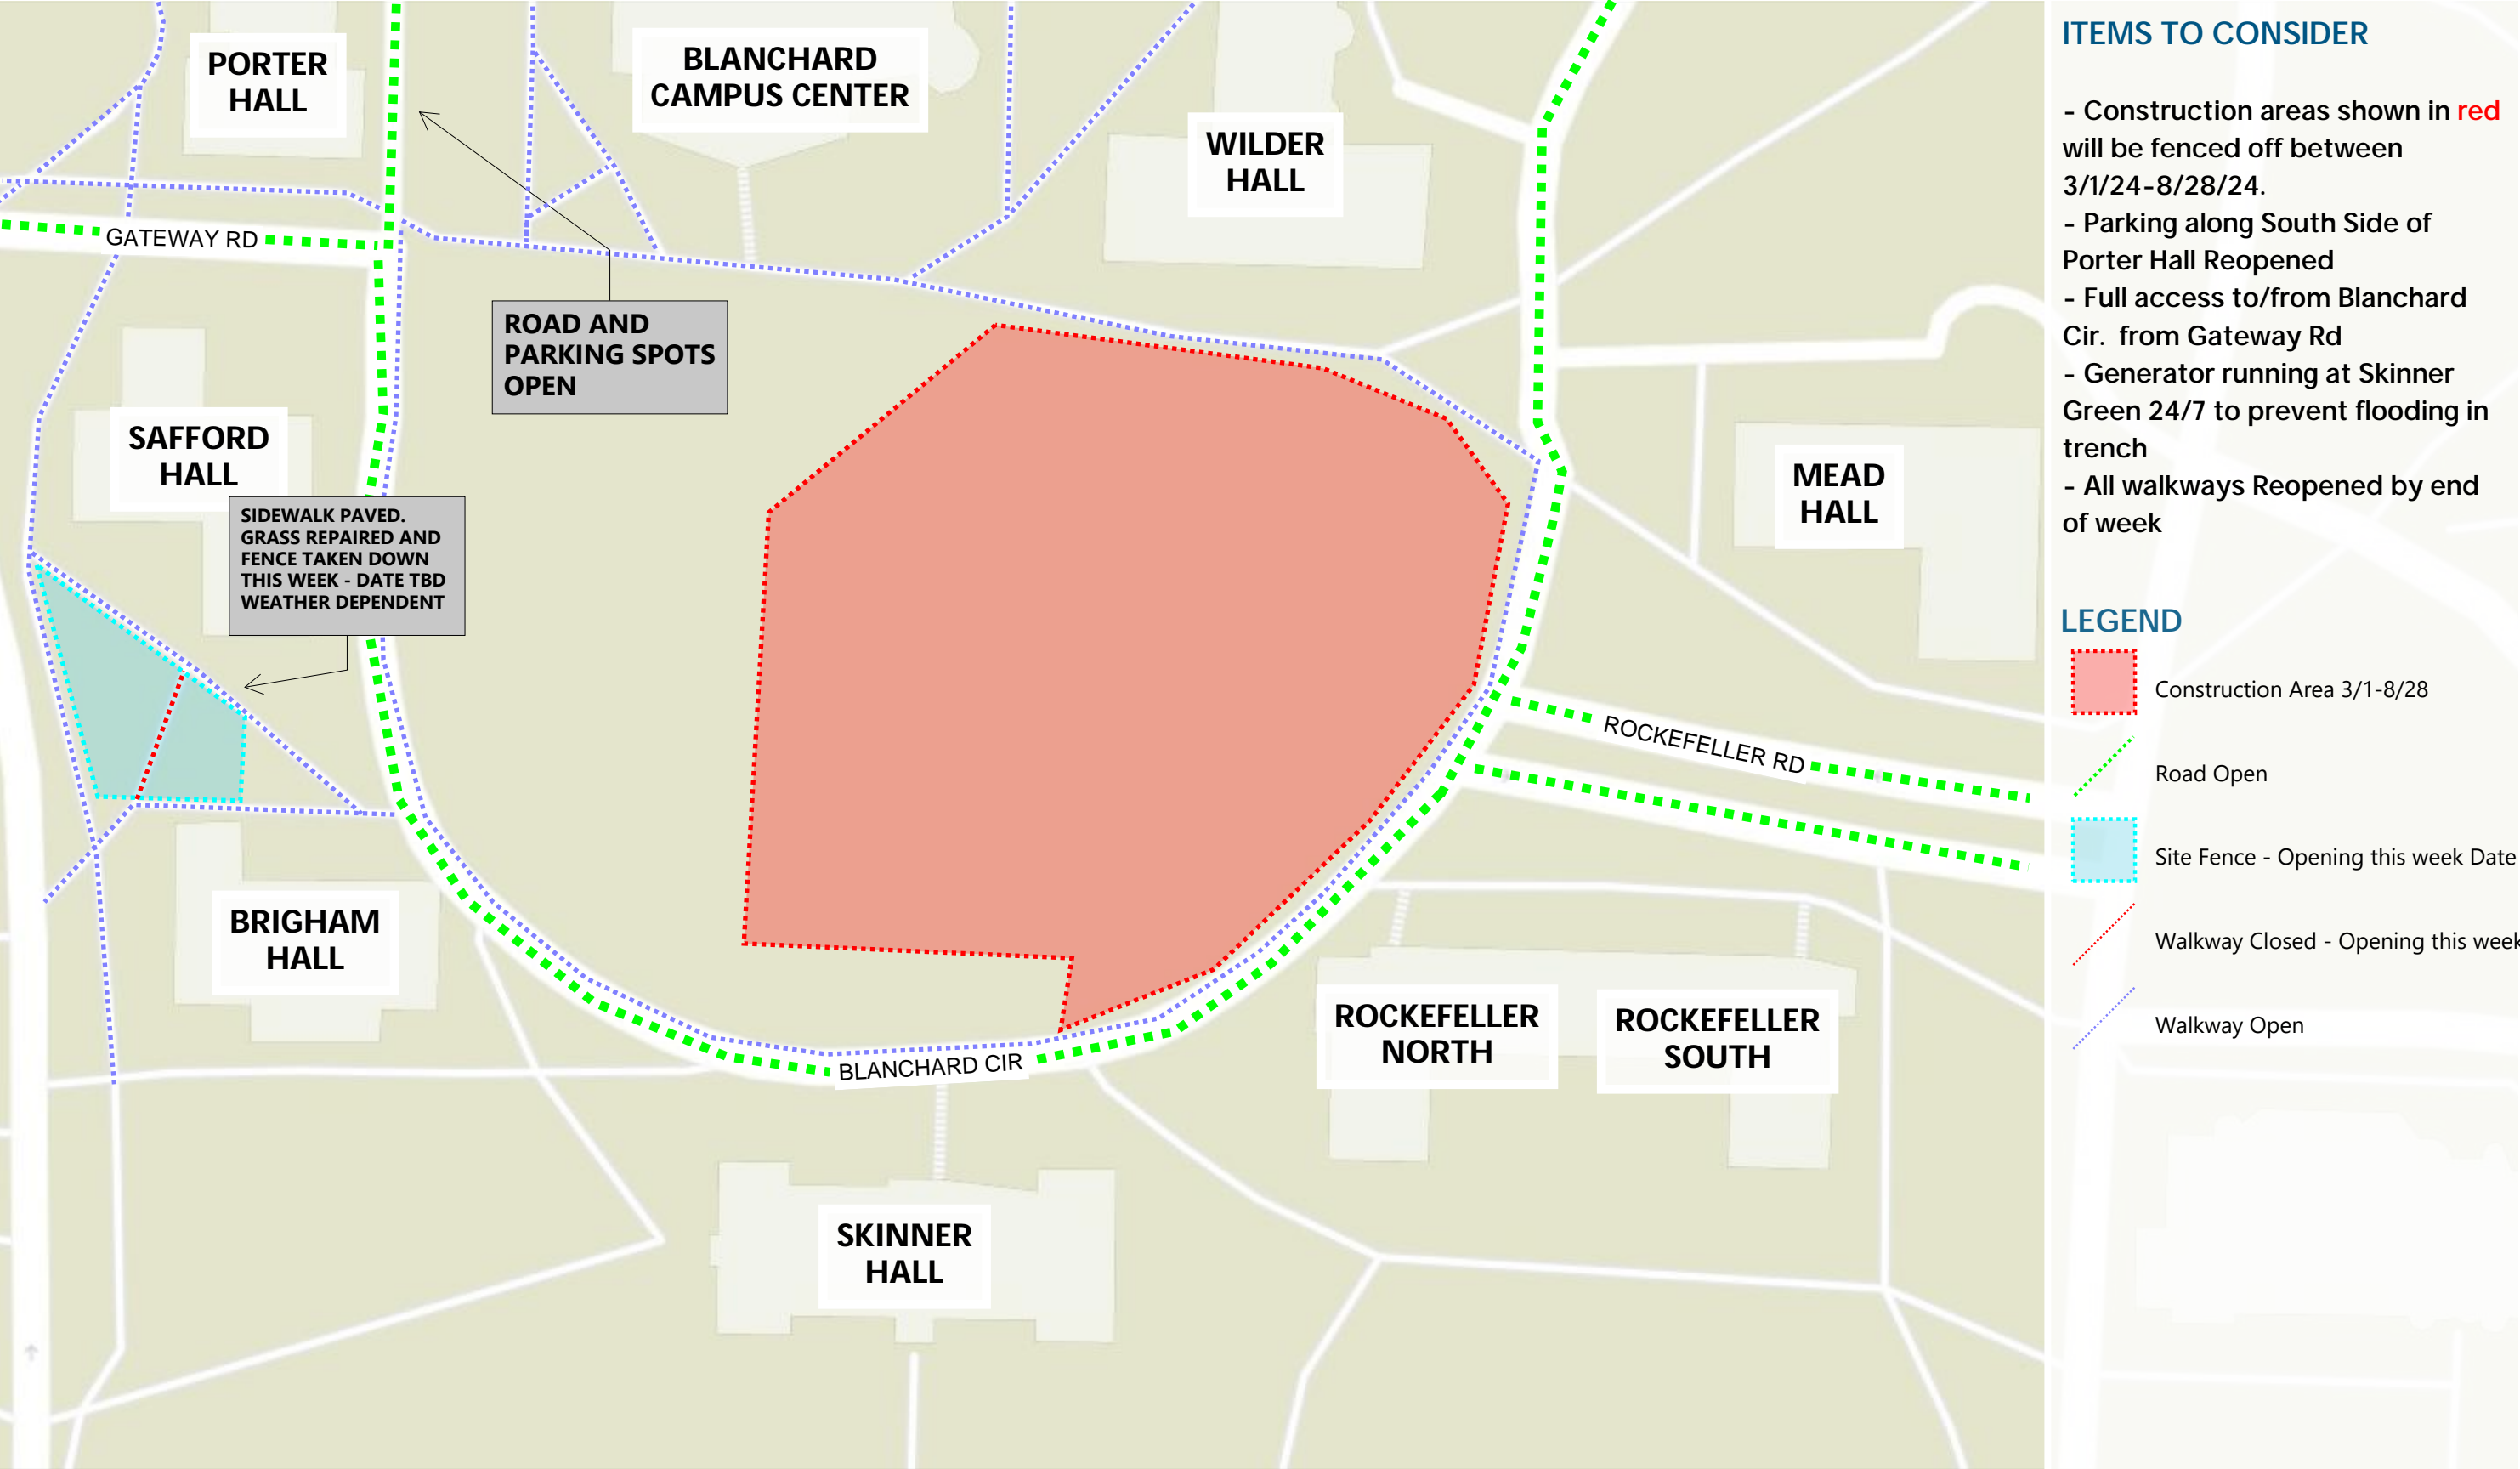 PORTER
HALL
BLANCHARD
CAMPUS CENTER
WILDER
HALL
GATEWAY RD
ROAD AND
PARKING SPOTS
OPEN
SAFFORD
HALL
SIDEWALK PAVED.
GRASS REPAIRED AND
FENCE TAKEN DOWN
THIS WEEK - DATE TBD
WEATHER DEPENDENT
MEAD
HALL
ROCKEFELLER RD
BRIGHAM
HALL
ROCKEFELLER
NORTH
ROCKEFELLER
SOUTH
BLANCHARD CIR
SKINNER
HALL
ITEMS TO CONSIDER
- Construction areas shown in red
will be fenced off between
3/1/24-8/28/24.
- Parking along South Side of
Porter Hall Reopened
- Full access to/from Blanchard
Cir. from Gateway Rd
- Generator running at Skinner
Green 24/7 to prevent flooding in
trench
- All walkways Reopened by end
of week
LEGEND
Construction Area 3/1-8/28
Road Open
Site Fence - Opening this week Date
Walkway Closed - Opening this week
Walkway Open